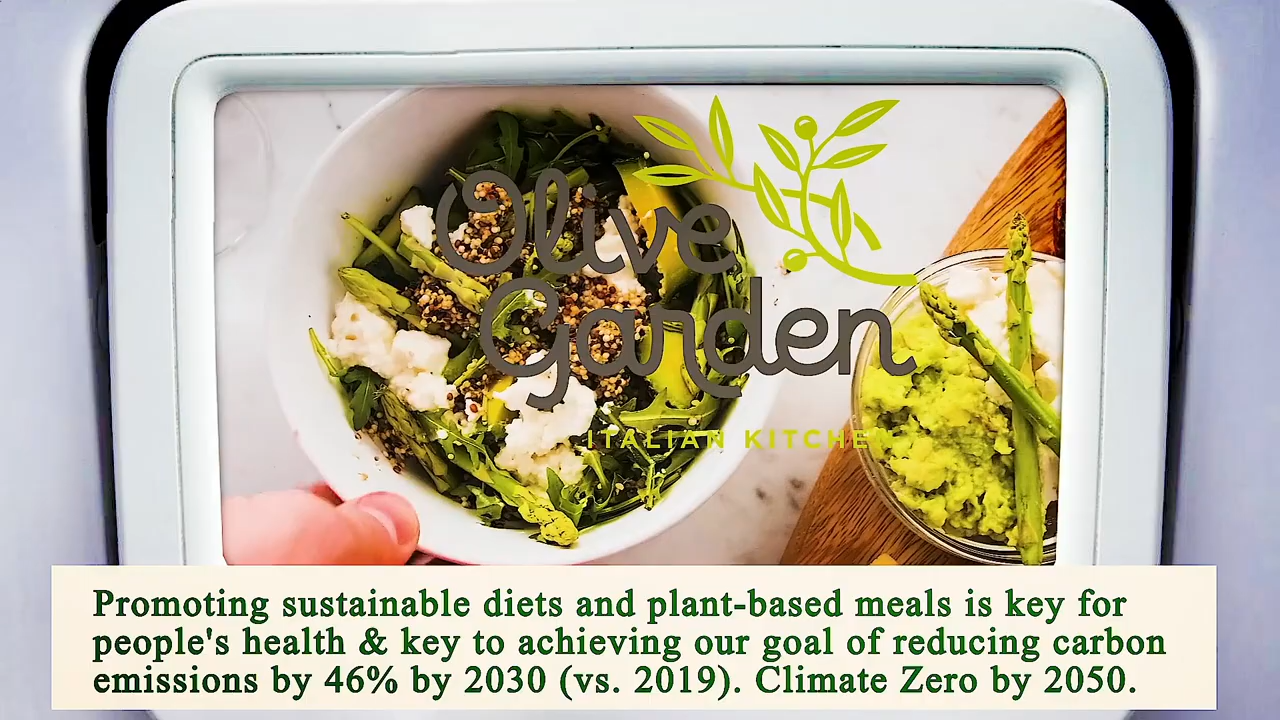 Olive
Garden
ITALIAN KITCHEN
Promoting sustainable diets and plant-based meals is key for
people's health & key to achieving our goal of reducing carbon
emissions by 46% by 2030 (vs. 2019). Climate Zero by 2050.